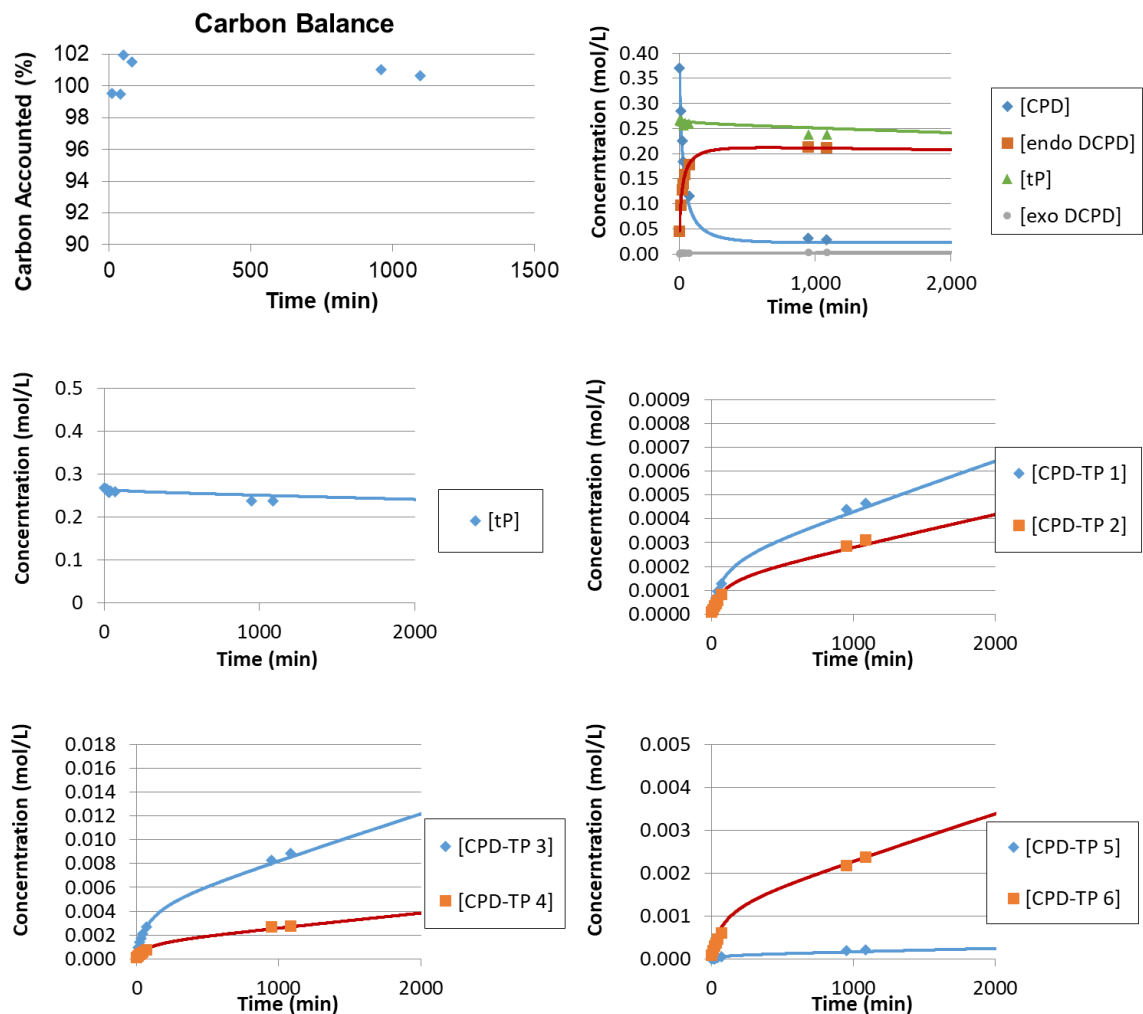 Carbon Balance
Carbon Accounted (%)
102
100
98
96
94
92
90
0
500
1000
1500
Time (min)
Concerntration (mol/L)
0.40
0.35
0.30
0.25
0.20
0.15
0.10
0.05
0.00
0
1,000
2,000
Time (min)
[CPD]
[endo DCPD]
[tP]
[exo DCPD]
Concerntration (mol/L)
0.5
0.4
0.3
0.2
0.1
0
0
1000
2000
Time (min)
[tP]
Concerntration (mol/L)
0.0009
0.0008
0.0007
0.0006
0.0005
0.0004
0.0003
0.0002
0.0001
0.0000
0
1000
2000
Time (min)
[CPD-TP 1]
[CPD-TP 2]
Concerntration (mol/L)
0.018
0.016
0.014
0.012
0.010
0.008
0.006
0.004
0.002
0.000
0
1000
2000
Time (min)
[CPD-TP 3]
[CPD-TP 4]
Concerntration (mol/L)
0.005
0.004
0.003
0.002
0.001
0.000
0
1000
2000
Time (min)
[CPD-TP 5]
[CPD-TP 6]